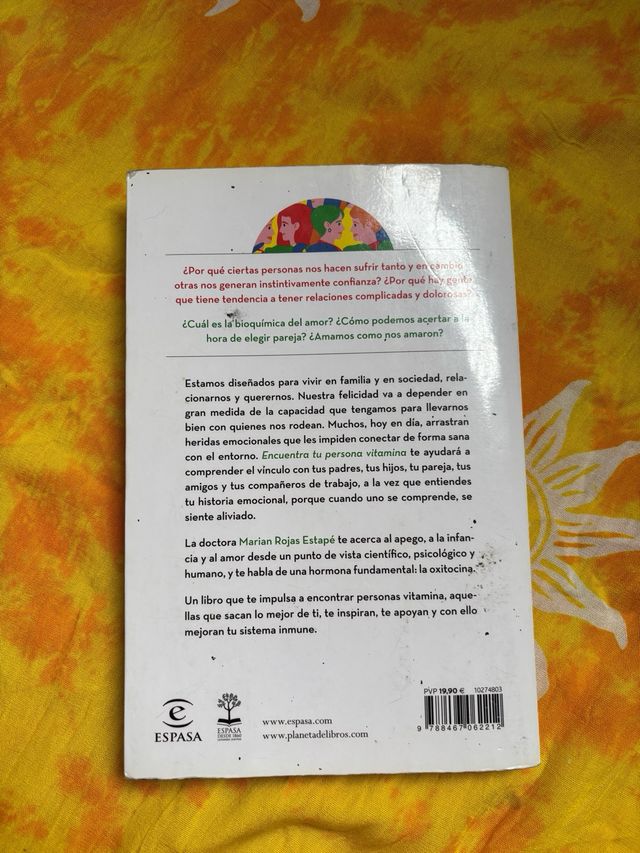 ¿Por qué ciertas personas nos hacen sufrir tanto y en cambio
otras nos generan instintivamente confianza? ¿Por qué hay gente
que tiene tendencia a tener relaciones complicadas y dolorosas?
¿Cuál es la bioquímica del amor? ¿Cómo podemos acertar a la
hora de elegir pareja? ¿Amamos como nos amaron?
Estamos diseñados para vivir en familia y en sociedad, rela-
cionarnos y querernos. Nuestra felicidad va a depender en
gran medida de la capacidad que tengamos para llevarnos
bien con quienes nos rodean. Muchos, hoy en día, arrastran
heridas emocionales que les impiden conectar de forma sana
con el entorno. Encuentra tu persona vitamina te ayudará a
comprender el vínculo con tus padres, tus hijos, tu pareja, tus
amigos y tus compañeros de trabajo, a la vez que entiendes
tu historia emocional, porque cuando uno se comprende, se
siente aliviado.
La doctora Marian Rojas Estapé te acerca al apego, a la infan-
cia y al amor desde un punto de vista científico, psicológico y
humano, y te habla de una hormona fundamental: la oxitocina.
Un libro que te impulsa a encontrar personas vitamina, aque-
llas que sacan lo mejor de ti, te inspiran, te apoyan y con ello
mejoran tu sistema inmune.
PVP 19,90 € 10274803
9 788467 062212
ESPASA
ESPASA
DESDE 1860
www.espasa.com
www.planetadelibros.com